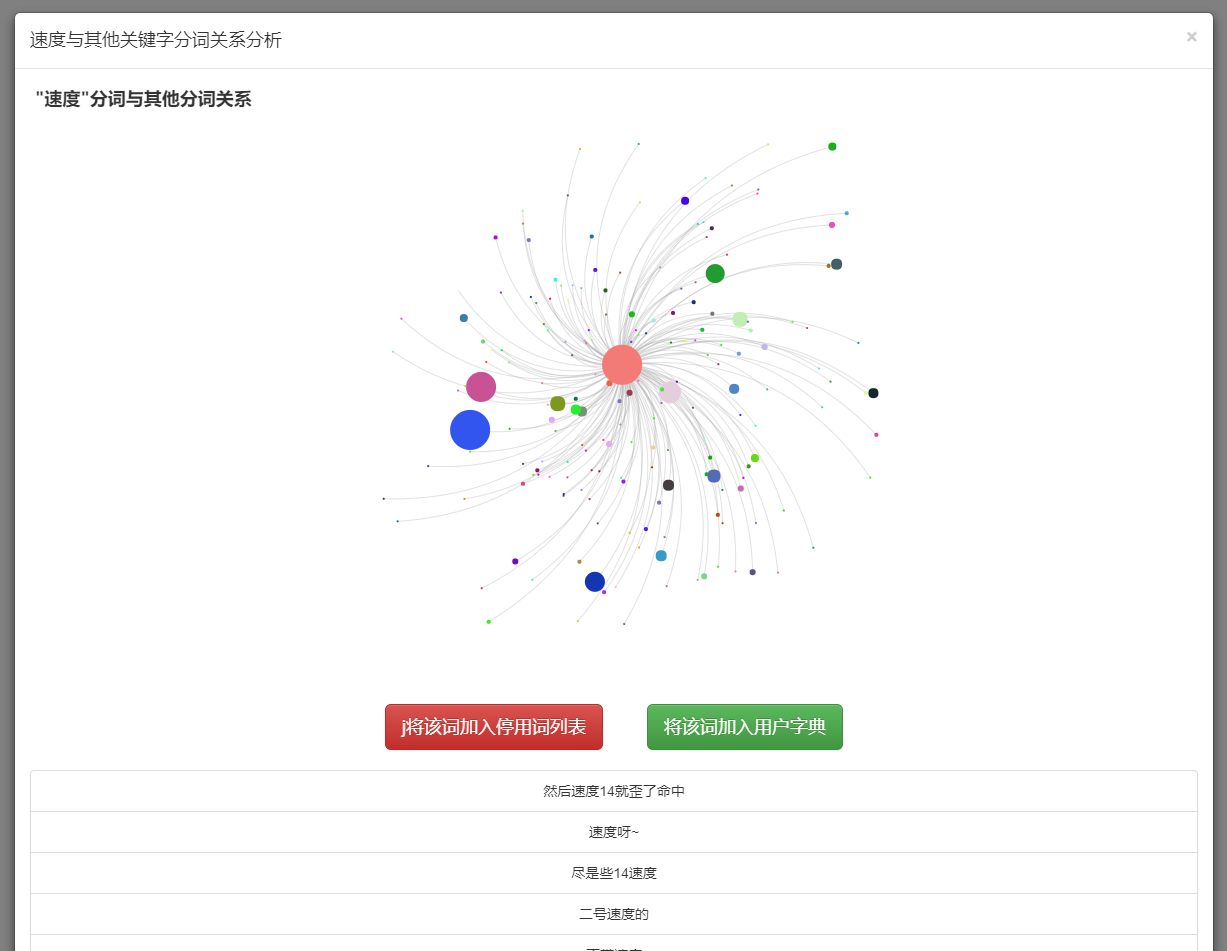 速度与其他关键字分词关系分析
×
"速度"分词与其他分词关系
j将该词加入停用词列表
将该词加入用户字典
然后速度14就歪了命中
速度呀~
尽是些14速度
二号速度的